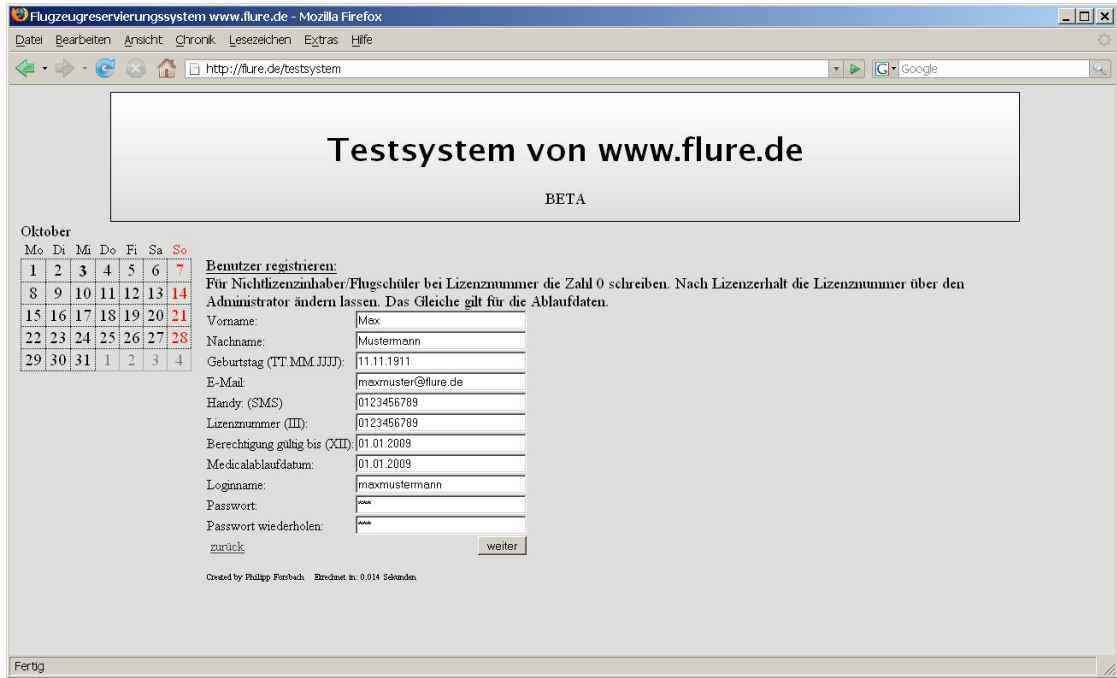 Flugzeugreservierungssystem www.flure.de - Mozilla Firefox
Datei Bearbeiten Ansicht Chronik Lesezeichen Extras Hilfe
http://flure.de/testsystem
G Google
Testsystem von www.flure.de
BETA
Oktober
Mo Di Mi Do Fi Sa So
1 2 3 4 5 6 7
8 9 10 11 12 13 14
15 16 17 18 19 20 21
22 23 24 25 26 27 28
29 30 31 1 2 3 4
Benutzer registrieren:
Für Nichtlizenzinhaber/Flugschüler bei Lizenznummer die Zahl 0 schreiben. Nach Lizenzerhalt die Lizenznummer über den
Administrator ändern lassen. Das Gleiche gilt für die Ablaufdaten.
Vorname: Max
Nachname: Mustermann
Geburtstag (TT.MM.JJJJ): 11.11.1911
E-Mail: maxmuster@flure.de
Handy: (SMS) 0123456789
Lizenznummer (III): 0123456789
Berechtigung gültig bis (XII): 01.01.2009
Medicalablaufdatum: 01.01.2009
Loginname: maxmustermann
Passwort: ***
Passwort wiederholen: ***
zurück weiter
Created by Philipp Forsbach Errechnet in: 0.014 Sekunden
Fertig